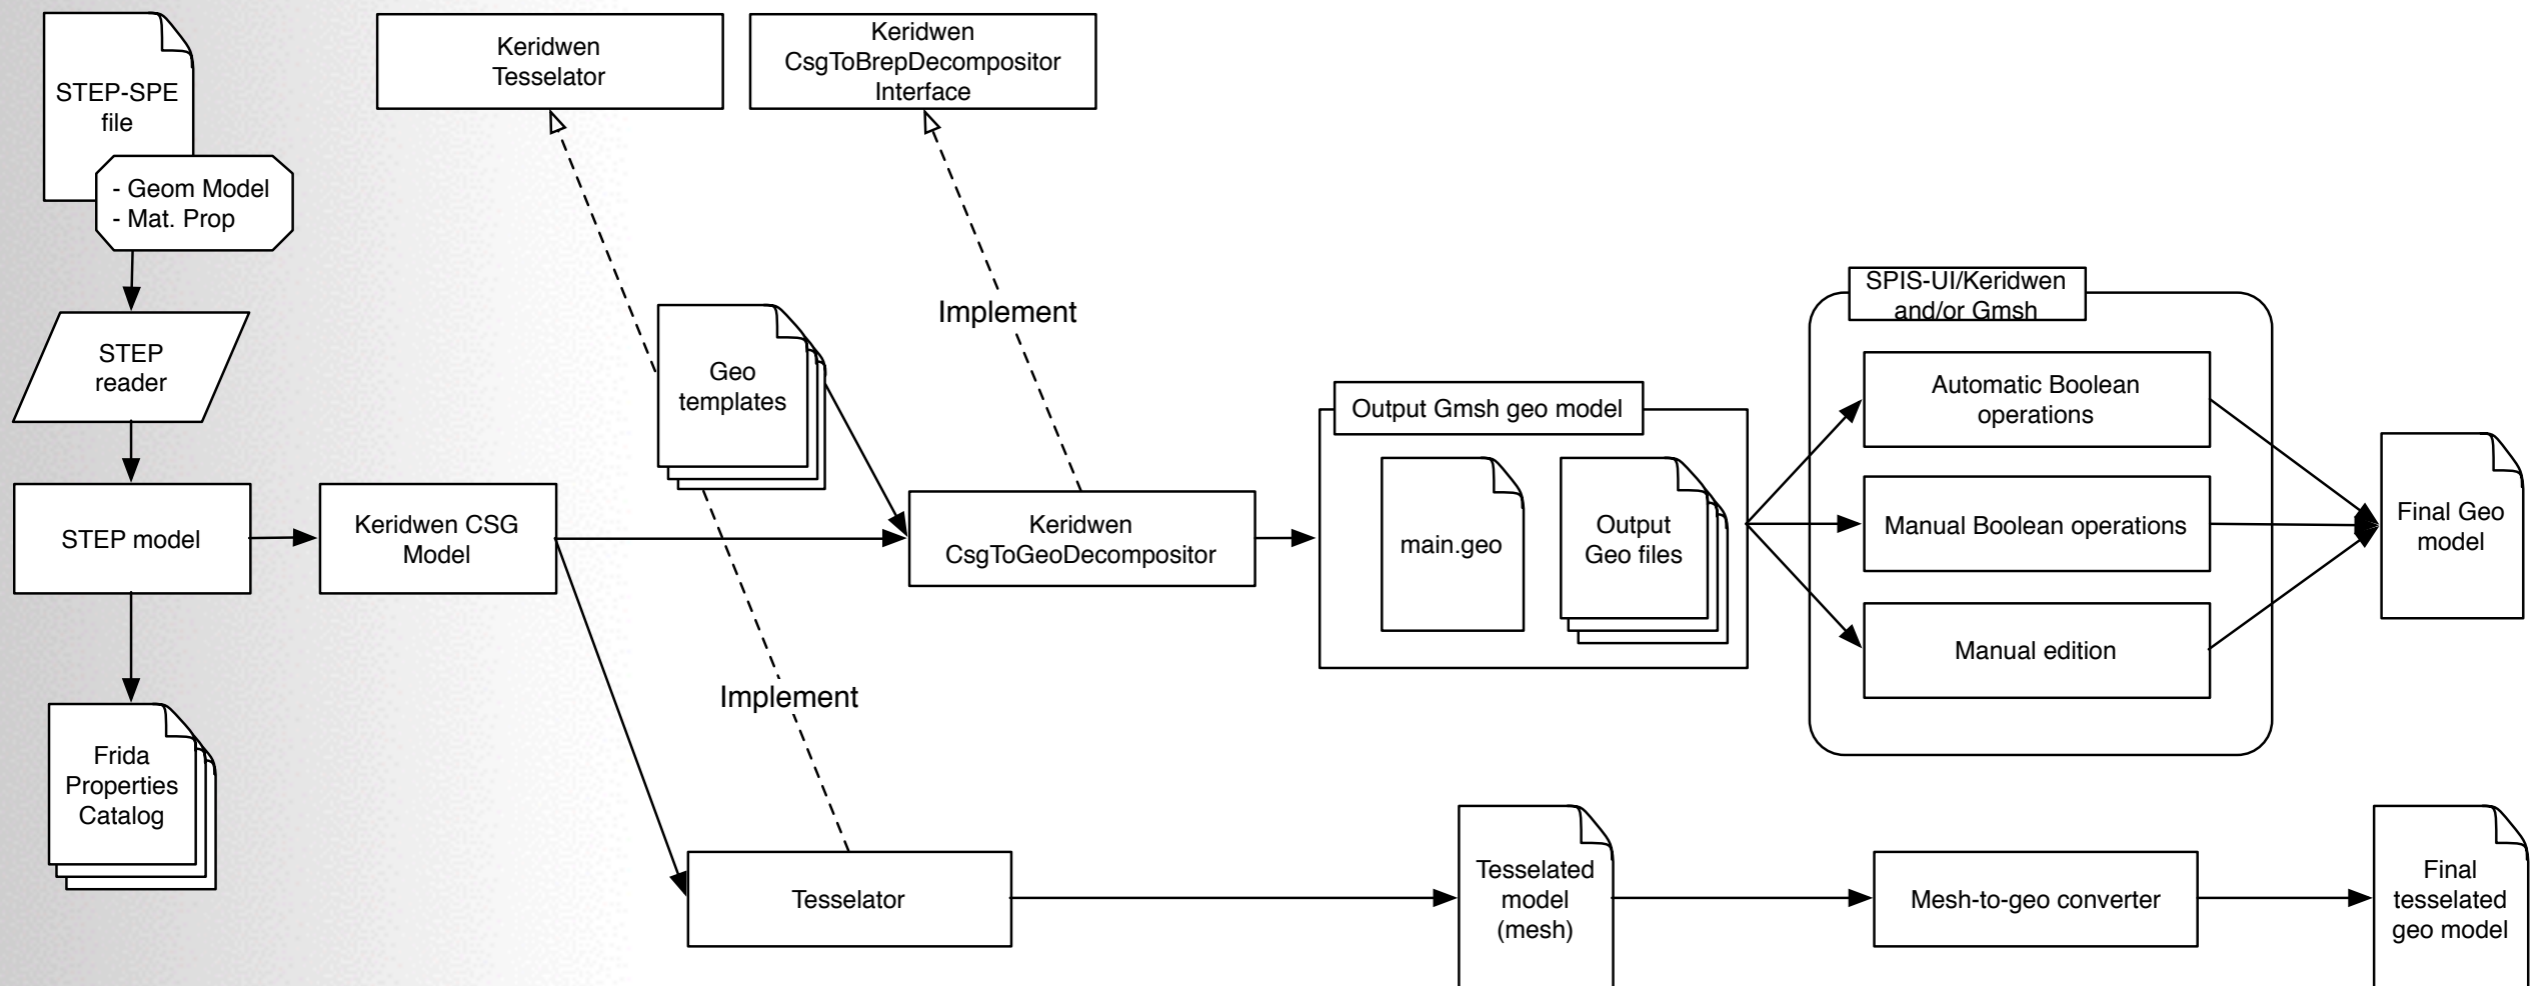 STEP-SPE
file
- Geom Model
- Mat. Prop
STEP
reader
STEP model
Frida
Properties
Catalog
Keridwen
Tesselator
Keridwen
CsgToBrepDecompositor
Interface
Keridwen CSG
Model
Geo
templates
Implement
Implement
Keridwen
CsgToGeoDecompositor
Tesselator
Output Gmsh geo model
main.geo
Output
Geo files
SPIS-UI/Keridwen
and/or Gmsh
Automatic Boolean
operations
Manual Boolean operations
Manual edition
Final Geo
model
Tesselated
model
(mesh)
Mesh-to-geo converter
Final
tesselated
geo model